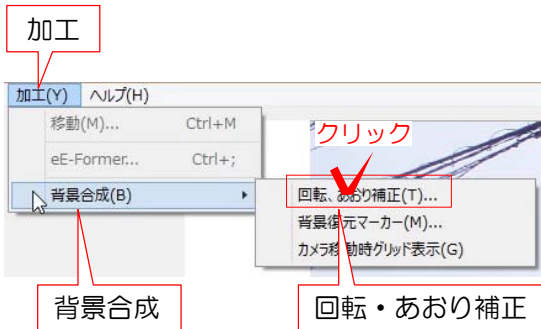 加工
加工(Y) ヘルプ(H)
移動(M)... Ctrl+M
クリック
eE-Former... Ctrl+;
背景合成(B)
回転、あおり補正(T)...
背景復元マーカー(M)...
カメラ移動時グリッド表示(G)
背景合成
回転・あおり補正